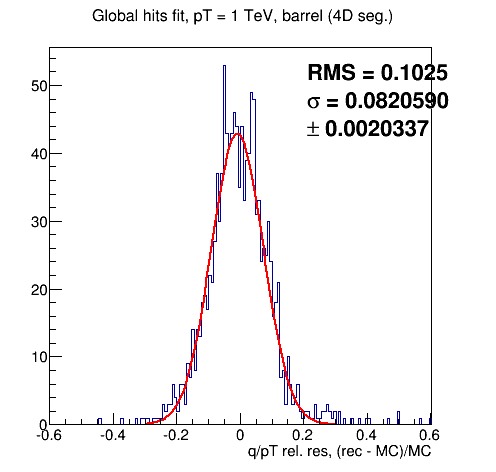 Global hits fit, pT = 1 TeV, barrel (4D seg.)
RMS = 0.1025
σ = 0.0820590
± 0.0020337
50
40
30
20
10
0
-0.6 -0.4 -0.2 0 0.2 0.4 0.6
q/pT rel. res, (rec - MC)/MC